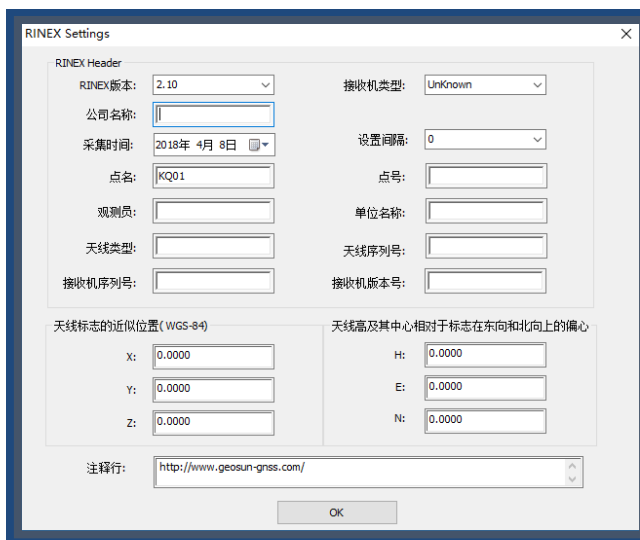 RINEX Settings
RINEX Header
RINEX版本: 2.10 接收机类型: UnKnown
公司名称:
采集时间: 2018年 4月 8日 设置间隔: 0
点名: KQ01 点号:
观测员: 单位名称:
天线类型: 天线序列号:
接收机序列号: 接收机版本号:
天线标志的近似位置(WGS-84) 天线高及其中心相对于标志在东向和北向上的偏心
X: 0.0000 H: 0.0000
Y: 0.0000 E: 0.0000
Z: 0.0000 N: 0.0000
注释行: http://www.geosun-gnss.com/
OK